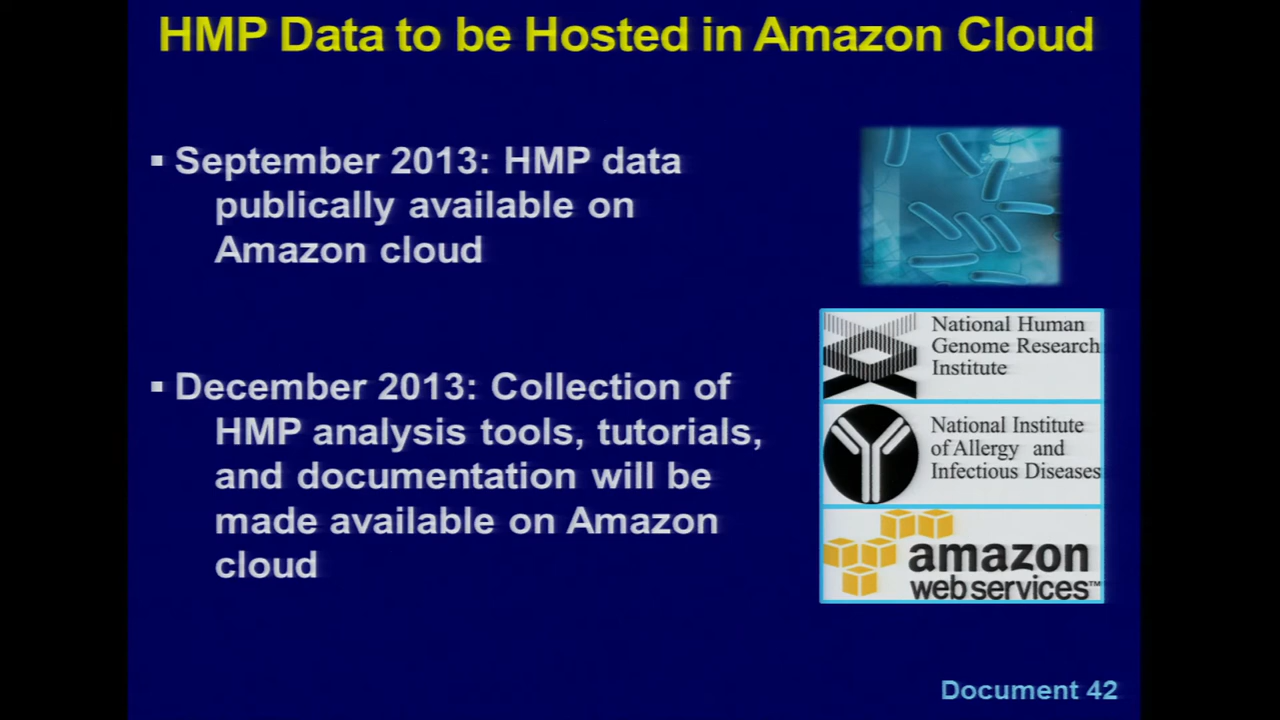 HMP Data to be Hosted in Amazon Cloud
▪ September 2013: HMP data
publically available on
Amazon cloud
▪ December 2013: Collection of
HMP analysis tools, tutorials,
and documentation will be
made available on Amazon
cloud
National Human
Genome Research
Institute
National Institute
of Allergy and
Infectious Diseases
amazon
web services™
Document 42